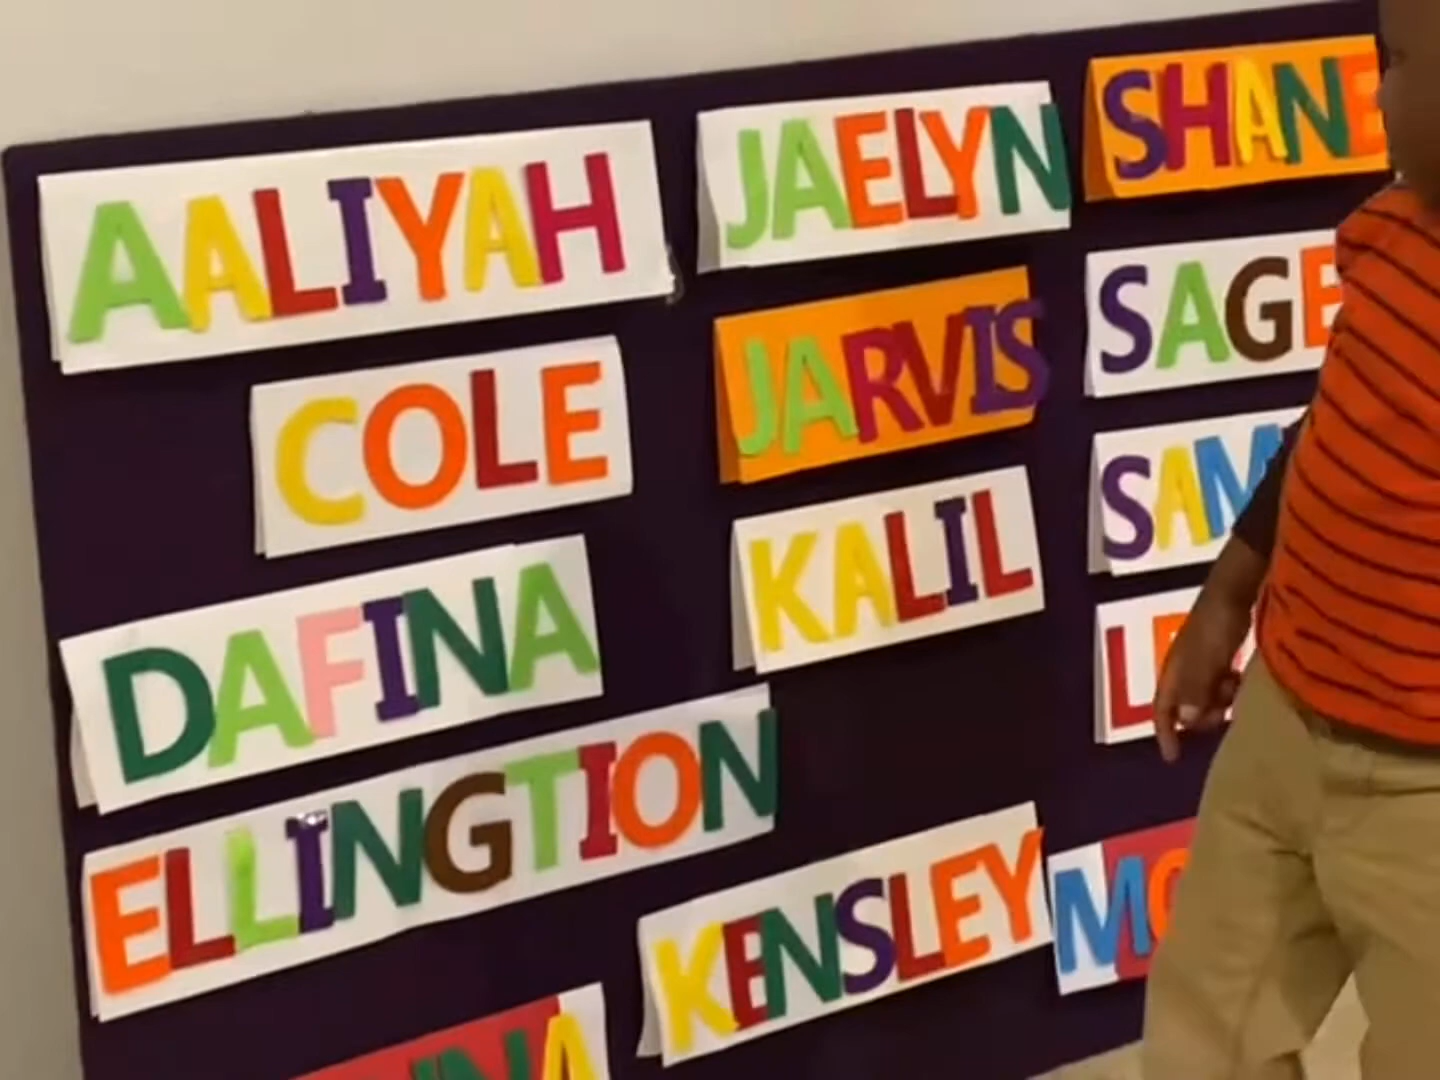 AALIYAH
COLE
DAFINA
ELLINGTION
JAELYN
JARVIS
KALIL
KENSLEY
SHANE
SAGE